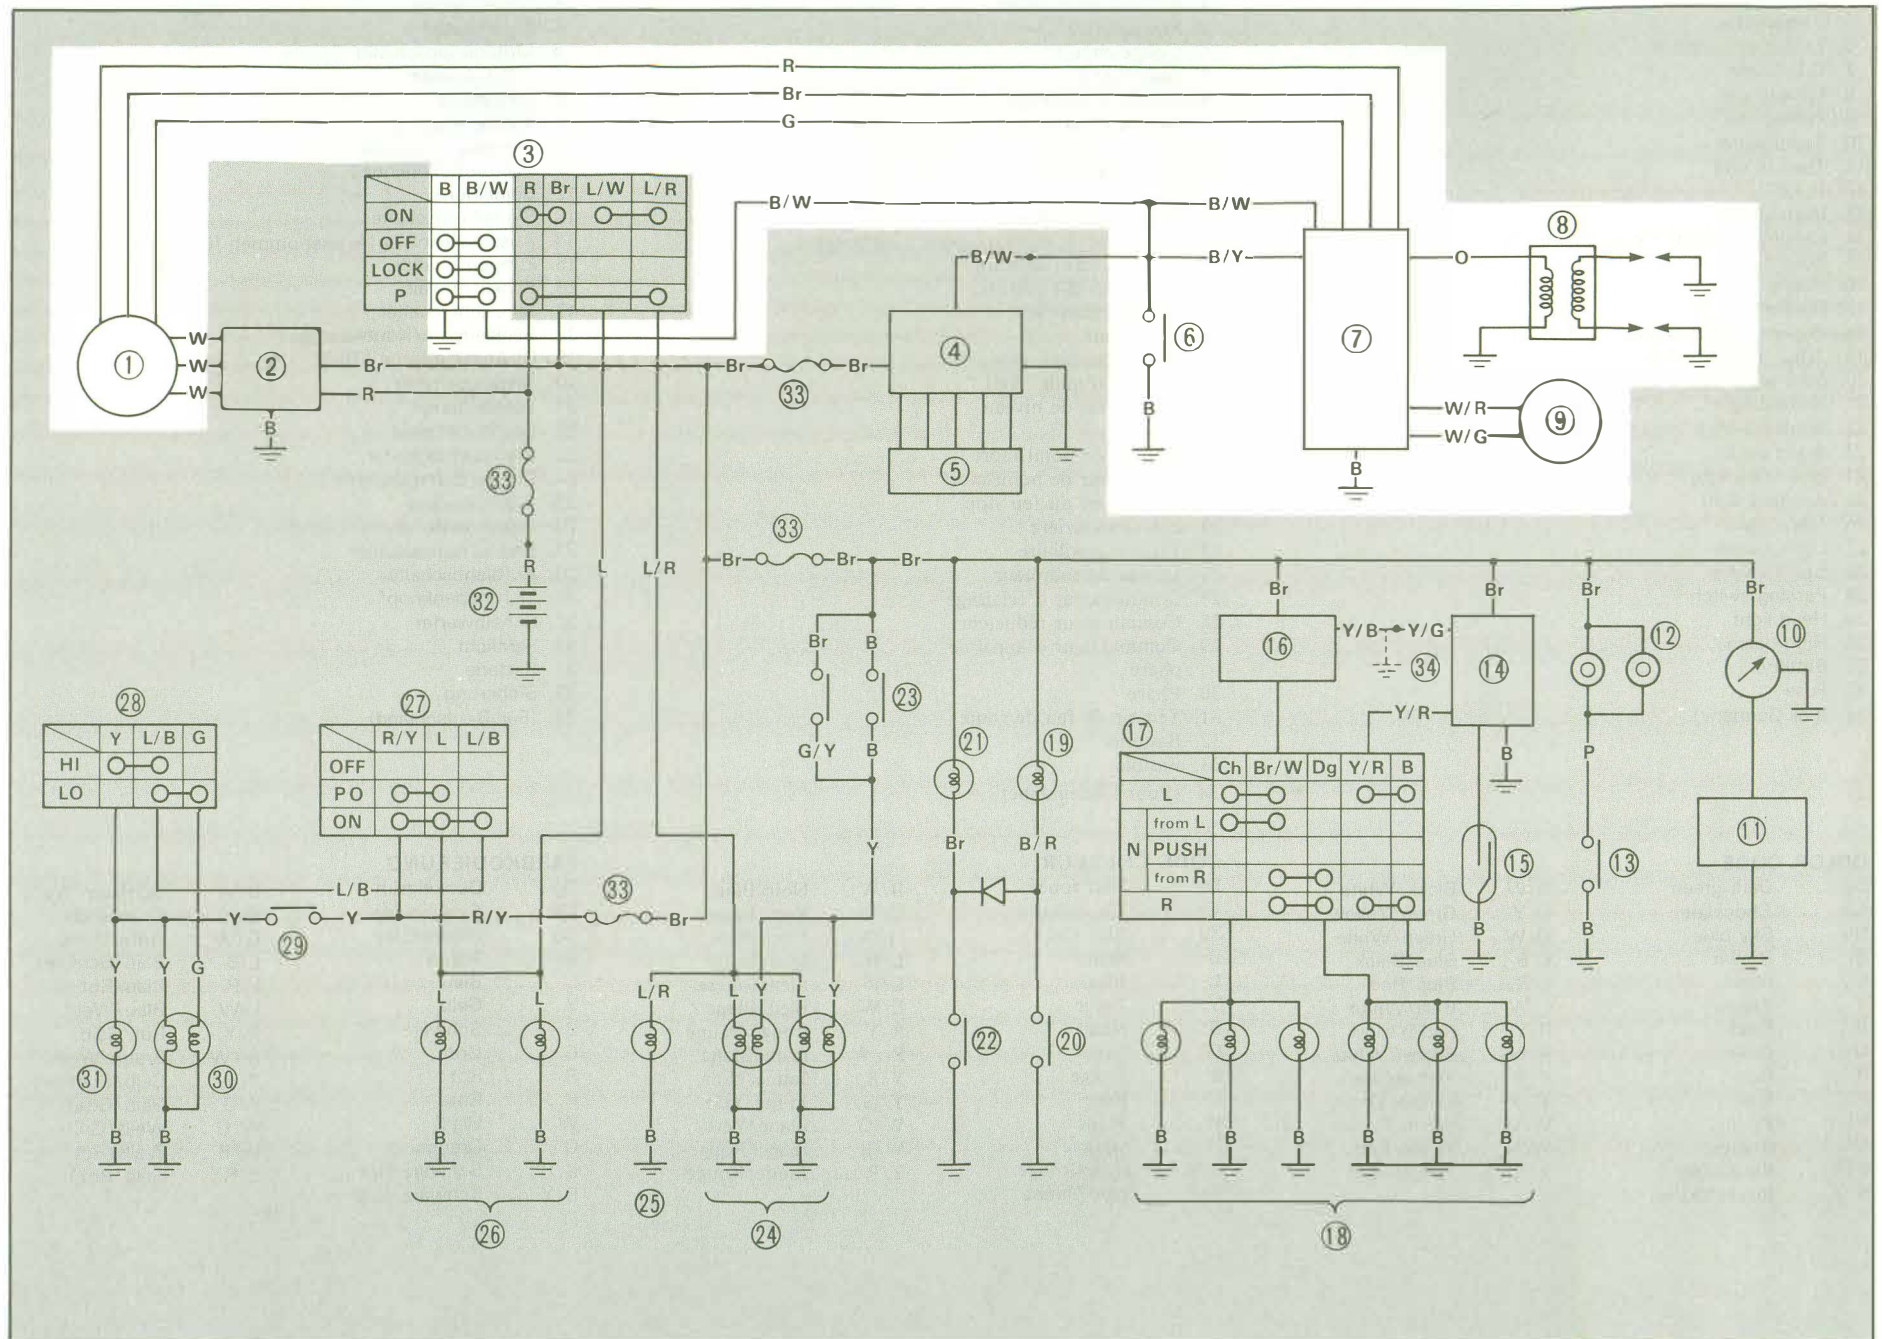 R
Br
G
③
B B/W R Br L/W L/R
ON
OFF
LOCK
P
B/W
B/W
⑧
B/W
B/Y
O
①
W
W
W
②
Br
R
B
Br
㉝
Br
④
⑤
⑥
B
⑦
W/R
W/G
⑨
B
㉝
R
㉜
L
L/R
㉝
Br
Br
Br
Br
Br
Br
Br
⑯
Y/B
Y/G
㉞
⑭
⑫
⑩
Br
B
㉓
G/Y
B
Y/R
B
P
㉘
Y L/B G
HI
LO
㉗
R/Y L L/B
OFF
PO
ON
㉑
⑲
⑰
Ch Br/W Dg Y/R B
L
from L
N PUSH
from R
R
⑮
⑬
⑪
Y
Br
B/R
L/B
Y
㉙
Y
R/Y
㉝
Br
B
B
B
Y
Y
G
L
L
L/R
L
Y
L
Y
㉛
㉚
㉒
⑳
B
B
B
B
B
B
B
B
B
B
B
B
B
㉖
㉕
㉔
⑱